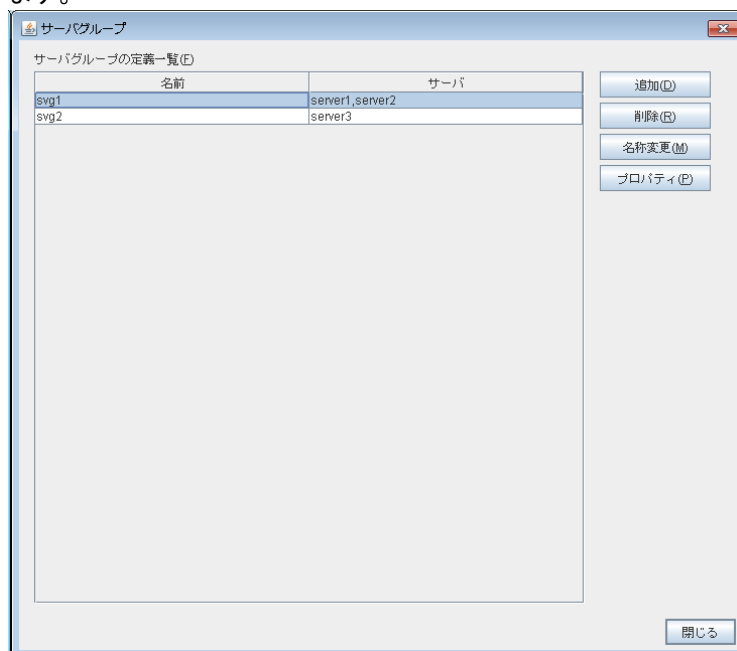 サーバグループ
サーバグループの定義一覧(F)
名前 サーバ
svg1 server1,server2
svg2 server3
追加(D)
削除(R)
名称変更(M)
プロパティ(P)
閉じる